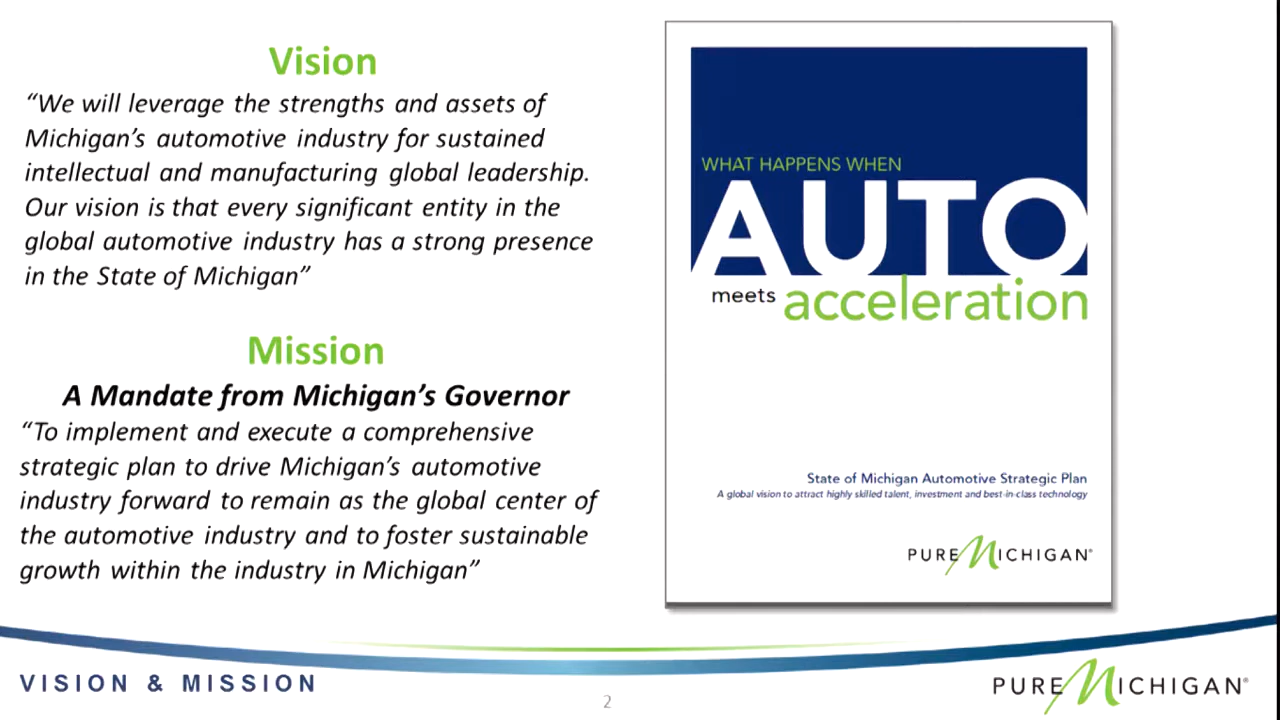 Vision
“We will leverage the strengths and assets of
Michigan’s automotive industry for sustained
intellectual and manufacturing global leadership.
Our vision is that every significant entity in the
global automotive industry has a strong presence
in the State of Michigan”
Mission
A Mandate from Michigan’s Governor
“To implement and execute a comprehensive
strategic plan to drive Michigan’s automotive
industry forward to remain as the global center of
the automotive industry and to foster sustainable
growth within the industry in Michigan”
WHAT HAPPENS WHEN
AUTO
meets acceleration
State of Michigan Automotive Strategic Plan
A global vision to attract highly skilled talent, investment and best-in-class technology
PURE MICHIGAN®
VISION & MISSION
2
PURE MICHIGAN®